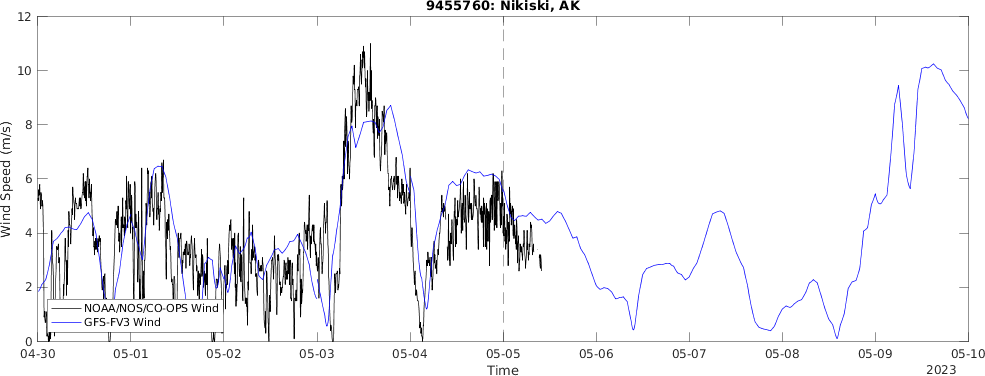 9455760: Nikiski, AK
Wind Speed (m/s)
12
10
8
6
4
2
0
NOAA/NOS/CO-OPS Wind
GFS-FV3 Wind
04-30 05-01 05-02 05-03 05-04 05-05 05-06 05-07 05-08 05-09 05-10
Time
2023